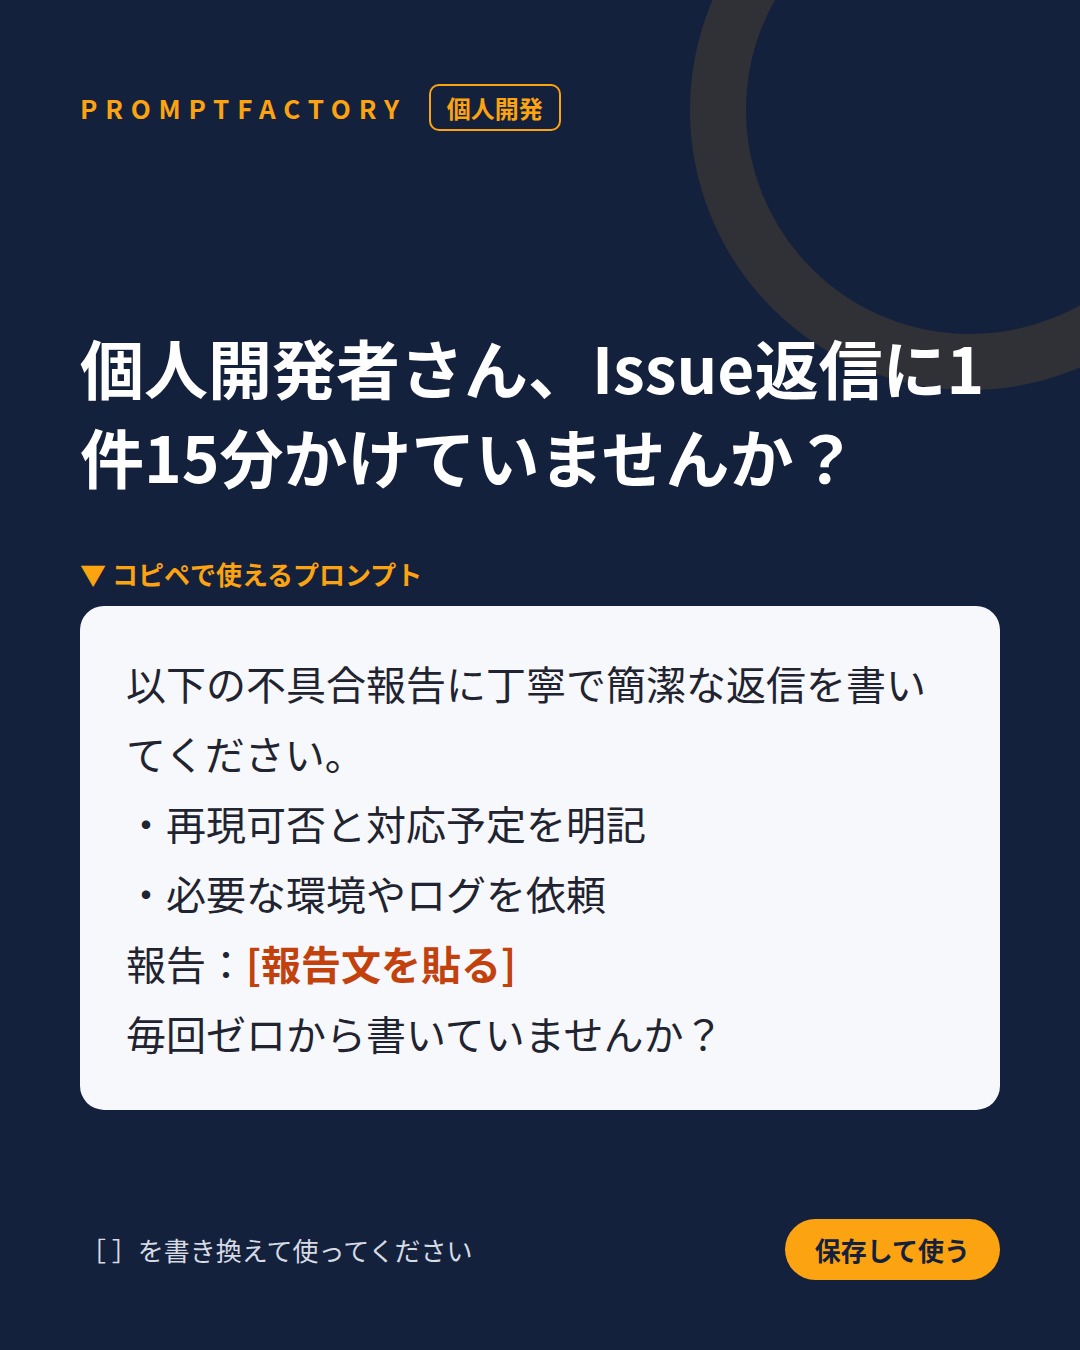 PROMPTFACTORY 個人開発
個人開発者さん、Issue返信に1
件15分かけていませんか？
▼ コピペで使えるプロンプト
以下の不具合報告に丁寧で簡潔な返信を書い
てください。
・再現可否と対応予定を明記
・必要な環境やログを依頼
報告：[報告文を貼る]
毎回ゼロから書いていませんか？
［ ］を書き換えて使ってください
保存して使う